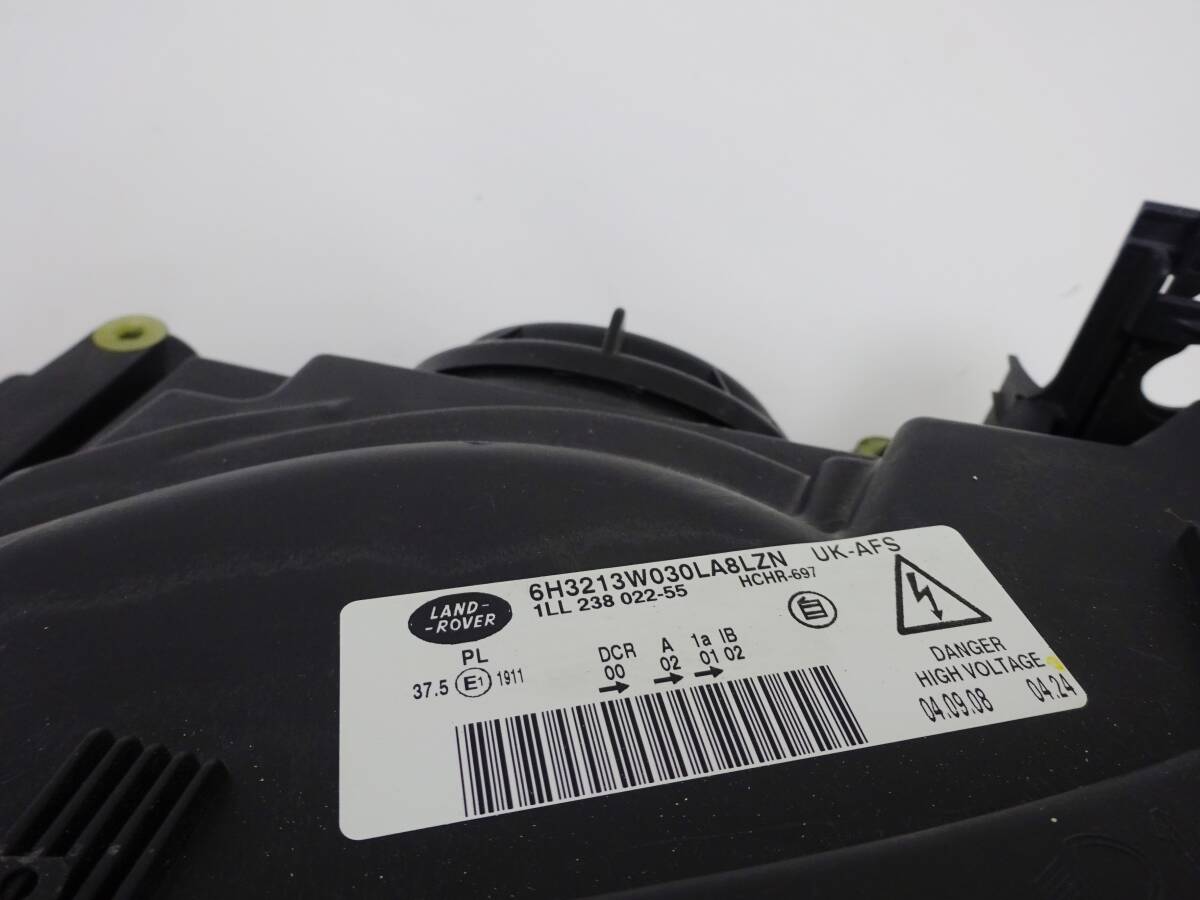 LAND-
-ROVER
6H3213W030LA8LZN UK-AFS
1LL 238 022-55 HCHR-697
PL
37.5 E1 1911
DCR A 1a IB
00 02 01 02
DANGER
HIGH VOLTAGE
04.09.08 04:24